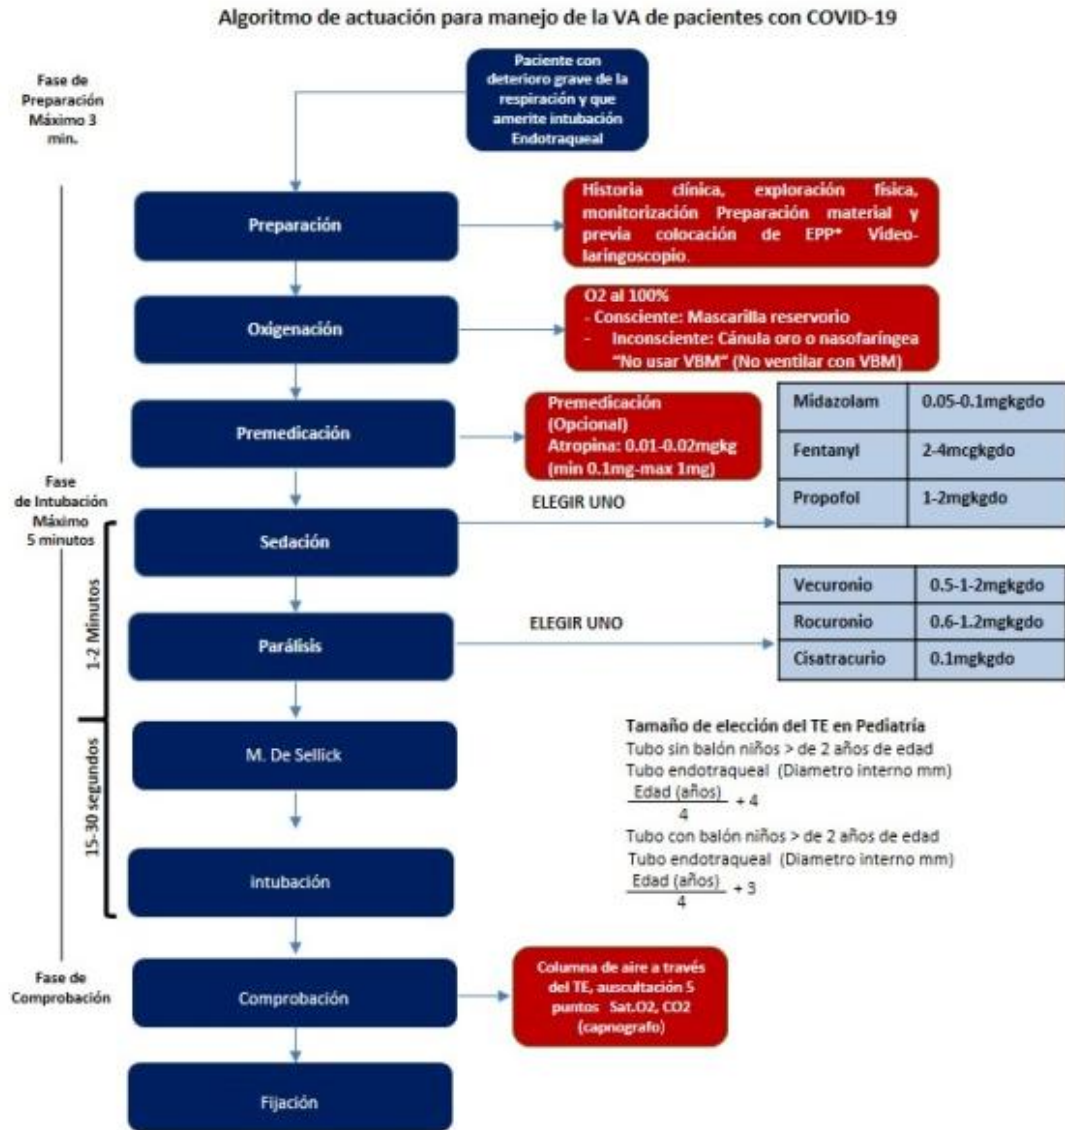 Algoritmo de actuación para manejo de la VA de pacientes con COVID-19
Fase de
Preparación
Máximo 3
min.
Paciente con
deterioro grave de la
respiración y que
amerite intubación
Endotraqueal
Preparación
Historia clínica, exploración física,
monitorización Preparación material y
previa colocación de EPP* Video-
laringoscopio.
Oxigenación
O2 al 100%
- Consciente: Mascarilla reservorio
- Inconsciente: Cánula oro o nasofaríngea
"No usar VBM" (No ventilar con VBM)
Premedicación
Premedicación
(Opcional)
Atropina: 0.01-0.02mgkg
(min 0.1mg-max 1mg)
Midazolam 0.05-0.1mgkgdo
Fentanyl 2-4mcgkgdo
Propofol 1-2mgkgdo
Fase
de Intubación
Máximo
5 minutos
ELEGIR UNO
Sedación
1-2 Minutos
Parálisis
ELEGIR UNO
Vecuronio 0.5-1-2mgkgdo
Rocuronio 0.6-1.2mgkgdo
Cisatracurio 0.1mgkgdo
15-30 segundos
M. De Sellick
Tamaño de elección del TE en Pediatría
Tubo sin balón niños > de 2 años de edad
Tubo endotraqueal (Diametro interno mm)
Edad (años)
4
+ 4
Tubo con balón niños > de 2 años de edad
Tubo endotraqueal (Diametro interno mm)
Edad (años)
4
+ 3
intubación
Fase de
Comprobación
Comprobación
Columna de aire a través
del TE, auscultación 5
puntos Sat.O2, CO2
(capnografo)
Fijación